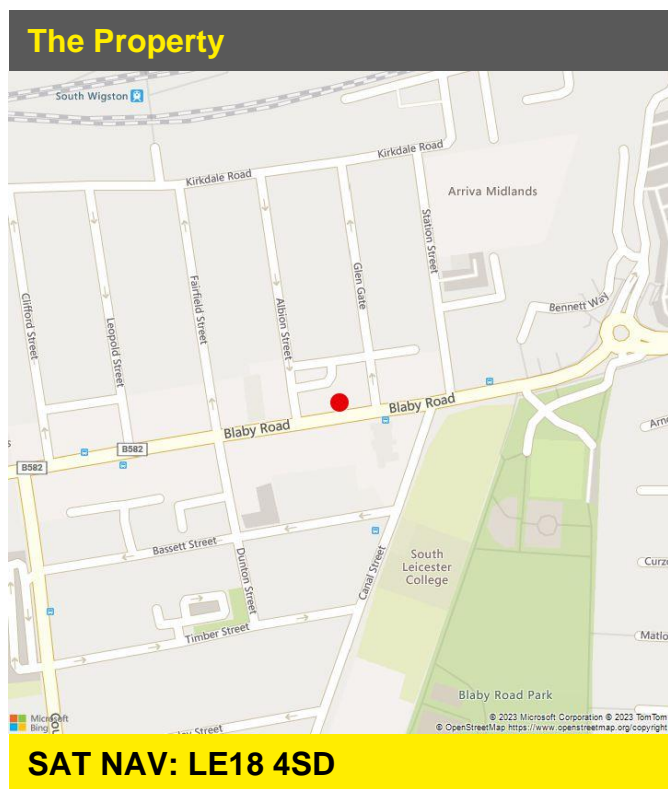 The Property
South Wigston
Kirkdale Road
Kirkdale Road
Arriva Midlands
Station Street
Glen Gate
Fairfield Street
Albion Street
Clifford Street
Leopold Street
Bennett Way
Blaby Road
Blaby Road
B582
B582
Bassett Street
Dunton Street
Canal Street
South
Leicester
College
Timber Street
Blaby Road Park
Microsoft
Bing
© 2023 Microsoft Corporation © 2023 TomTom
© OpenStreetMap https://www.openstreetmap.org/copyright
SAT NAV: LE18 4SD